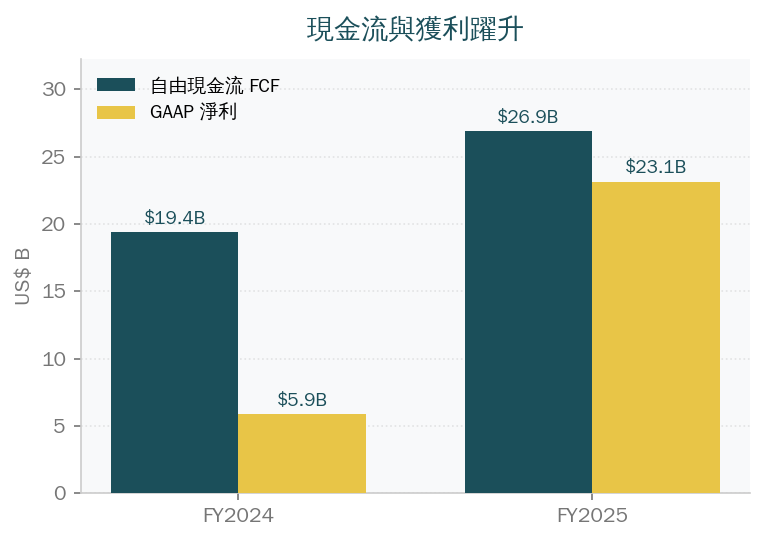 現金流與獲利躍升
自由現金流 FCF
GAAP 淨利
US$ B
30
25
20
15
10
5
0
$19.4B
$5.9B
$26.9B
$23.1B
FY2024
FY2025